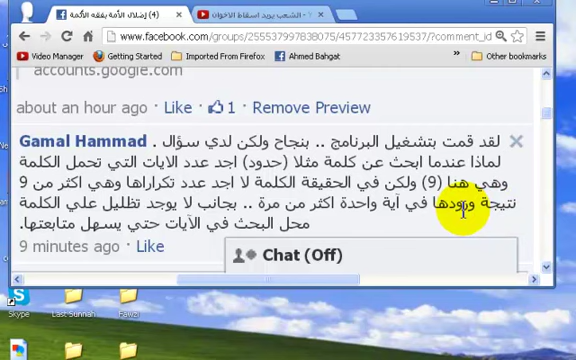 (4) زملاء الأمة بفقه الأئمة
الشعب يريد اسقاط الاخوان - ‎
www.facebook.com/groups/255537997838075/457723357619537/?comment_id
Video Manager
Getting Started
Imported From Firefox
Ahmed Bahgat
Other bookmarks
accounts.google.com
about an hour ago · Like · 1 · Remove Preview
Gamal Hammad لقد قمت بتشغيل البرنامج .. بنجاح ولكن لدي سؤال .
لماذا عندما ابحث عن كلمة مثلا (حدود) اجد عدد الايات التي تحمل الكلمة
وهي هنا (9) ولكن في الحقيقة الكلمة لا اجد عدد تكراراها وهي اكثر من 9
نتيجة ورودها في آية واحدة اكثر من مرة .. بجانب لا يوجد تظليل علي الكلمة
محل البحث في الآيات حتي يسهل متابعتها.
9 minutes ago · Like
Chat (Off)
Skype
Last Sunnah
Fawzi